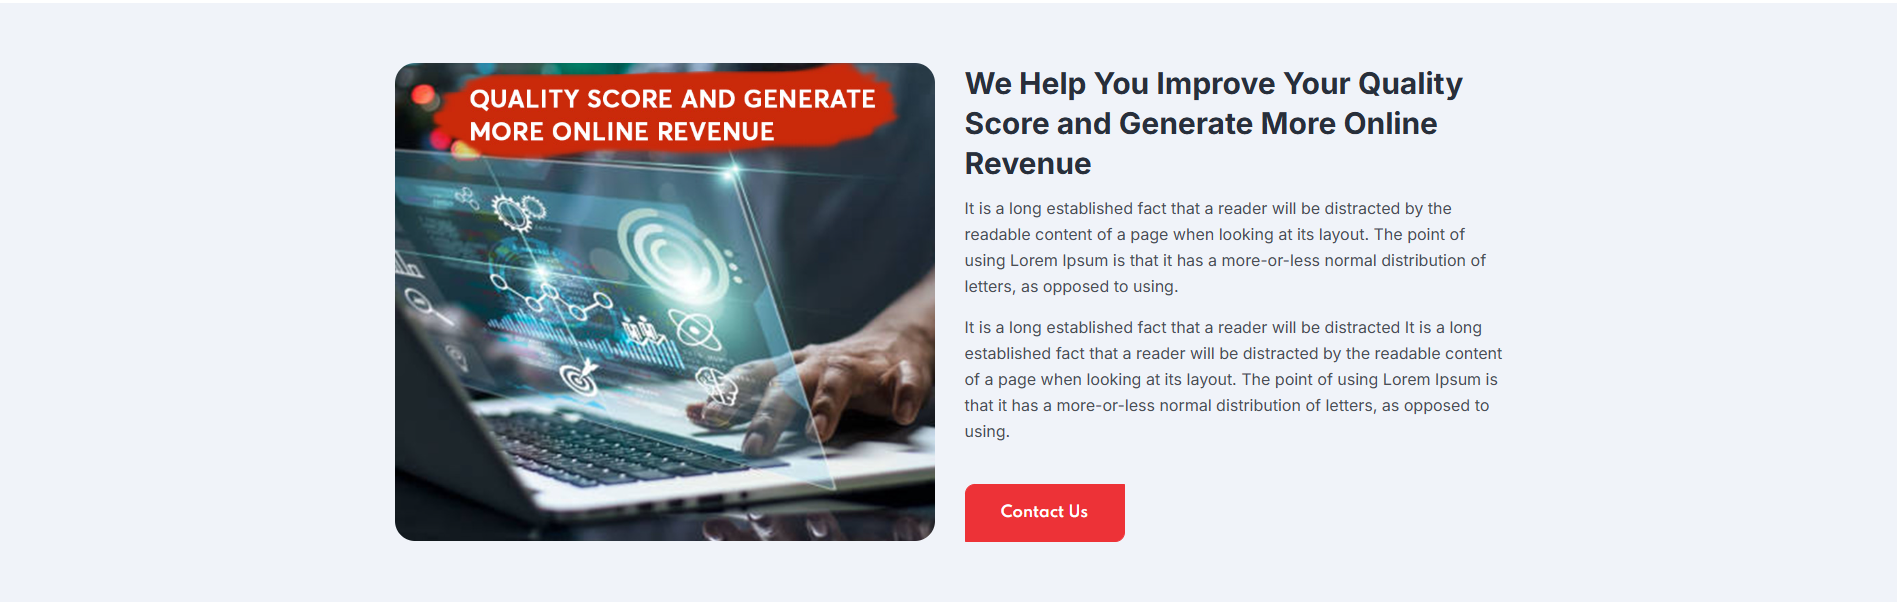 QUALITY SCORE AND GENERATE
MORE ONLINE REVENUE
We Help You Improve Your Quality
Score and Generate More Online
Revenue
It is a long established fact that a reader will be distracted by the
readable content of a page when looking at its layout. The point of
using Lorem Ipsum is that it has a more-or-less normal distribution of
letters, as opposed to using.
It is a long established fact that a reader will be distracted It is a long
established fact that a reader will be distracted by the readable content
of a page when looking at its layout. The point of using Lorem Ipsum is
that it has a more-or-less normal distribution of letters, as opposed to
using.
Contact Us